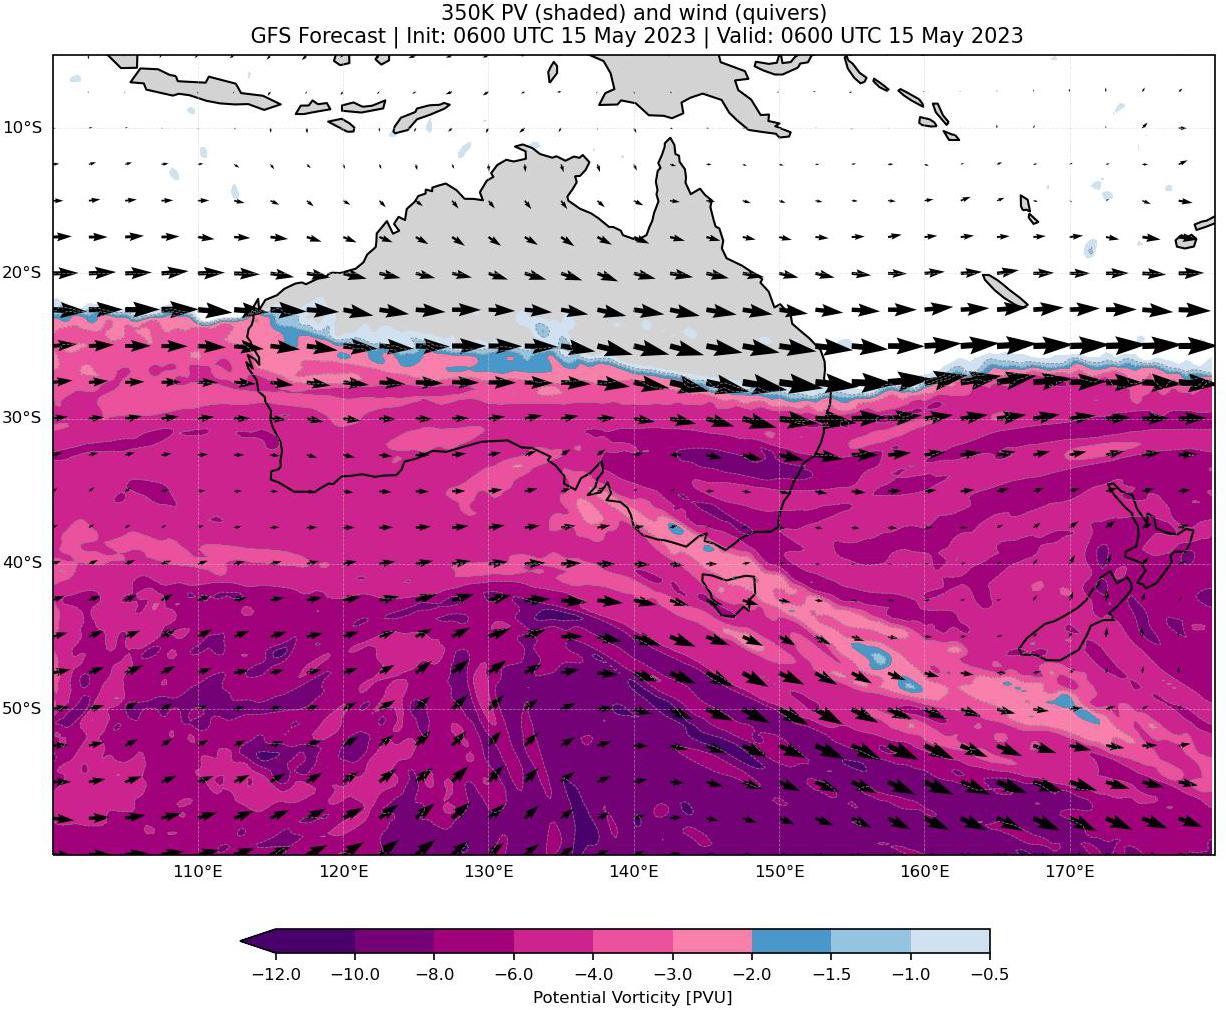 350K PV (shaded) and wind (quivers)
GFS Forecast | Init: 0600 UTC 15 May 2023 | Valid: 0600 UTC 15 May 2023
10°S
20°S
30°S
40°S
50°S
110°E 120°E 130°E 140°E 150°E 160°E 170°E
−12.0 −10.0 −8.0 −6.0 −4.0 −3.0 −2.0 −1.5 −1.0 −0.5
Potential Vorticity [PVU]